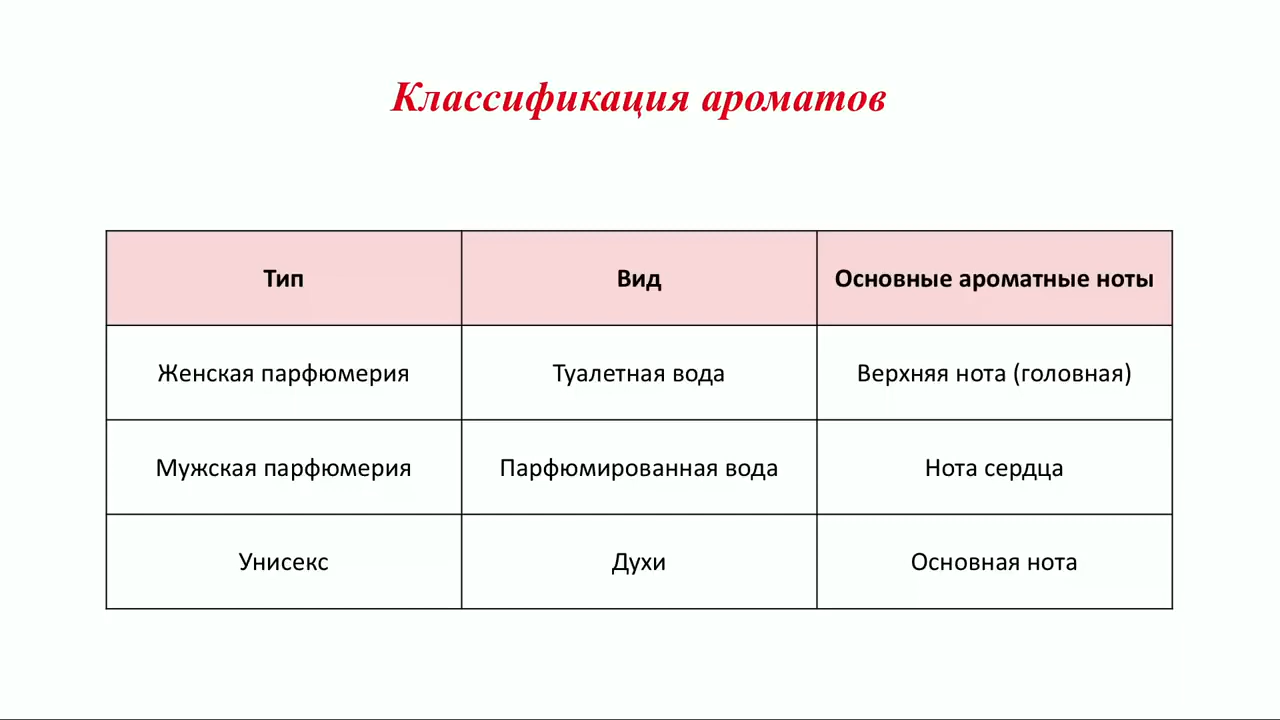 Классификация ароматов
Тип
Вид
Основные ароматные ноты
Женская парфюмерия
Туалетная вода
Верхняя нота (головная)
Мужская парфюмерия
Парфюмированная вода
Нота сердца
Унисекс
Духи
Основная нота